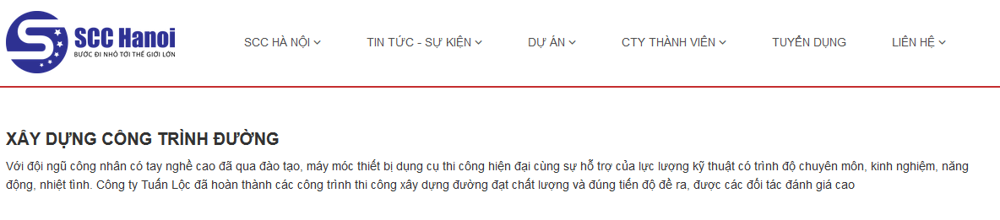 SCC Hanoi
BƯỚC ĐI NHỎ TỚI THẾ GIỚI LỚN
SCC HÀ NỘI
TIN TỨC - SỰ KIỆN
DỰ ÁN
CTY THÀNH VIÊN
TUYỂN DỤNG
LIÊN HỆ
XÂY DỰNG CÔNG TRÌNH ĐƯỜNG
Với đội ngũ công nhân có tay nghề cao đã qua đào tạo, máy móc thiết bị dụng cụ thi công hiện đại cùng sự hỗ trợ của lực lượng kỹ thuật có trình độ chuyên môn, kinh nghiệm, năng
động, nhiệt tình. Công ty Tuấn Lộc đã hoàn thành các công trình thi công xây dựng đường đạt chất lượng và đúng tiến độ đề ra, được các đối tác đánh giá cao